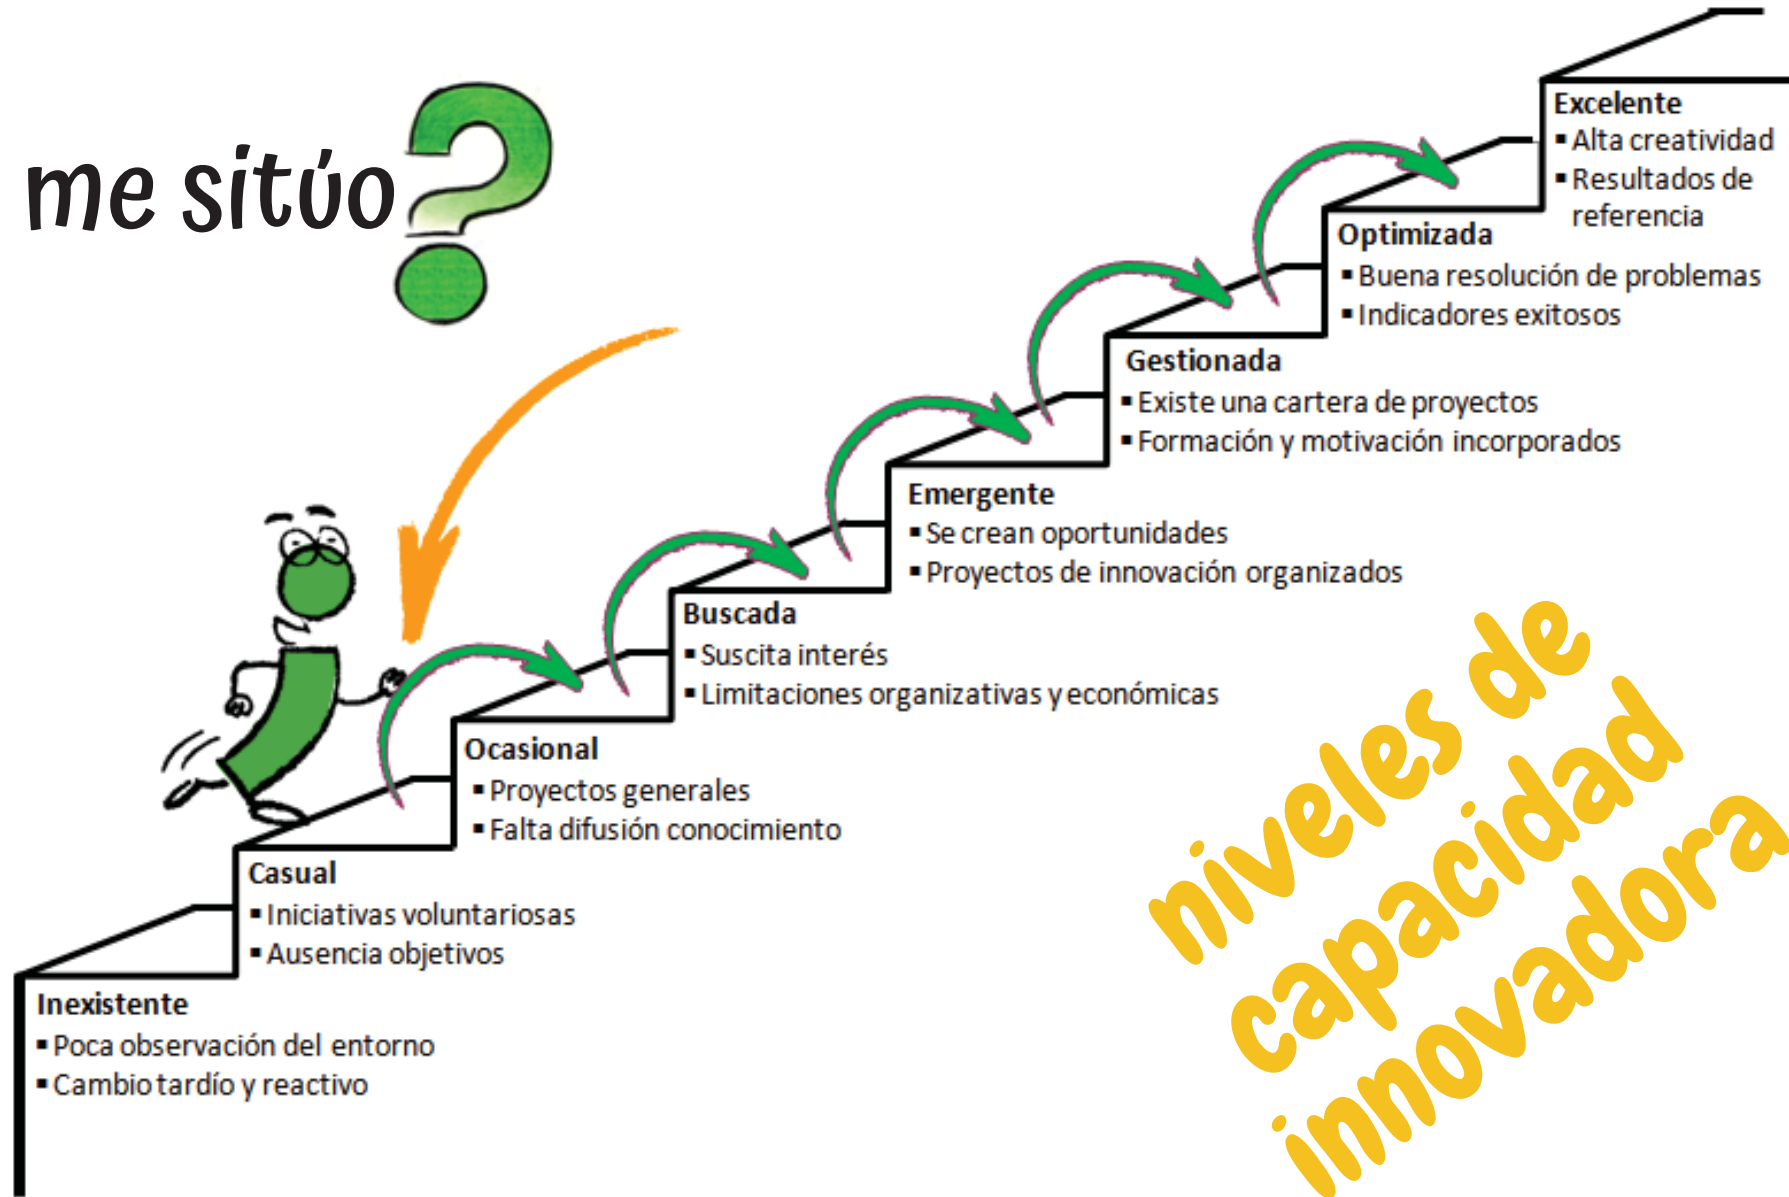 me sitúo?
Excelente
▪ Alta creatividad
▪ Resultados de
referencia
Optimizada
▪ Buena resolución de problemas
▪ Indicadores exitosos
Gestionada
▪ Existe una cartera de proyectos
▪ Formación y motivación incorporados
Emergente
▪ Se crean oportunidades
▪ Proyectos de innovación organizados
Buscada
▪ Suscita interés
▪ Limitaciones organizativas y económicas
Ocasional
▪ Proyectos generales
▪ Falta difusión conocimiento
Casual
▪ Iniciativas voluntariosas
▪ Ausencia objetivos
Inexistente
▪ Poca observación del entorno
▪ Cambio tardío y reactivo
niveles de
capacidad
innovadora